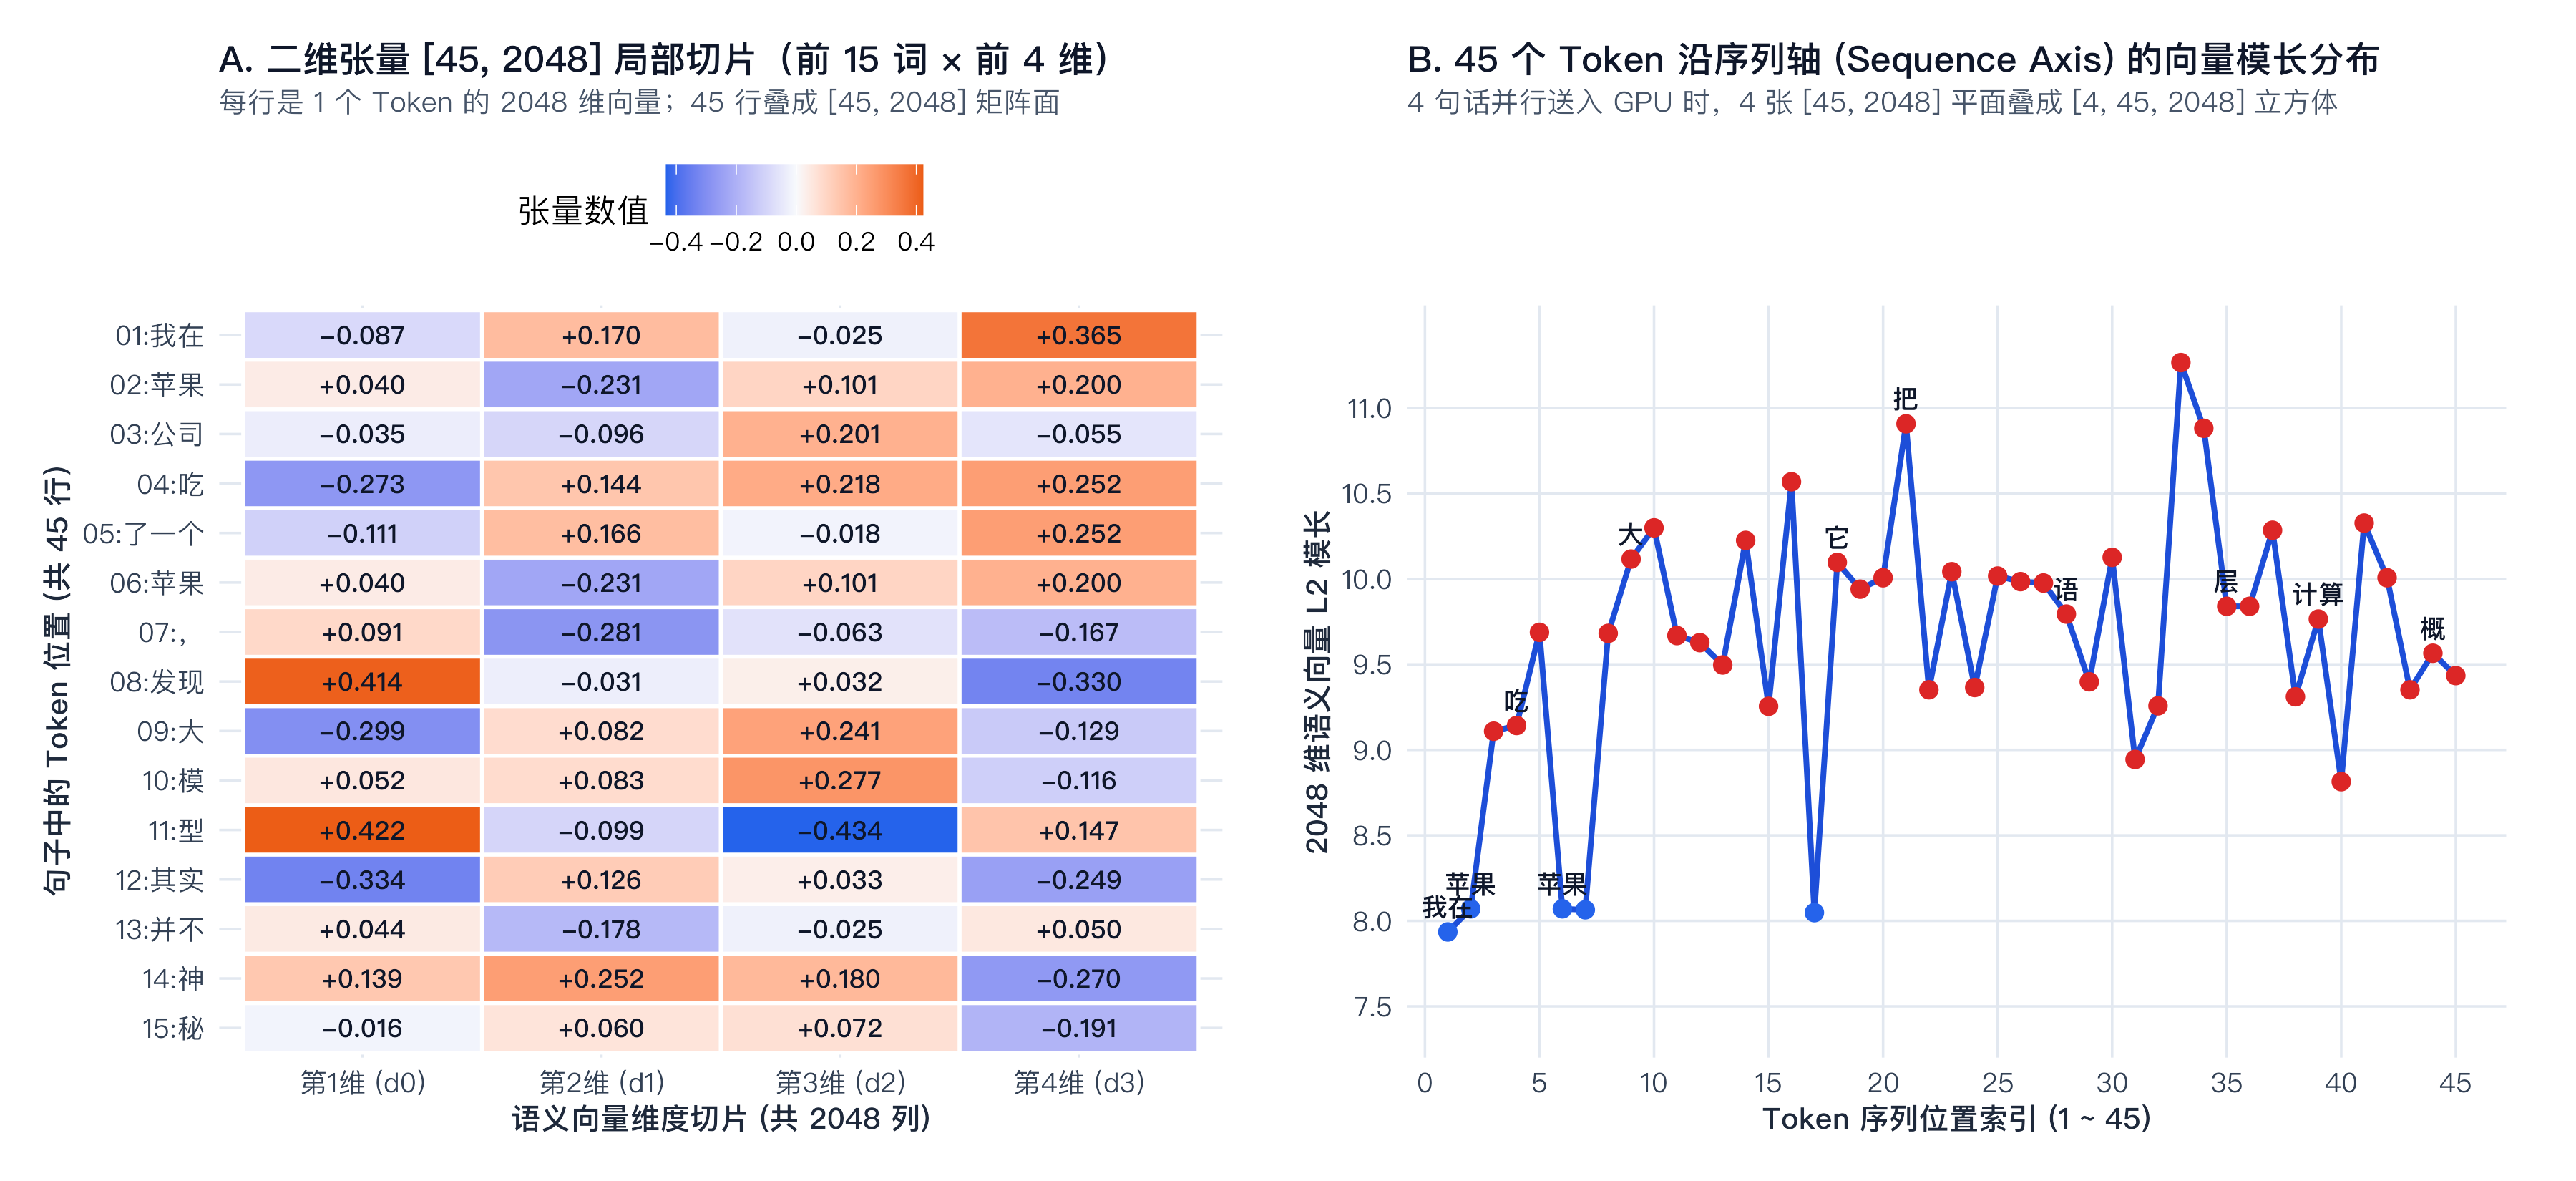 A. 二维张量 [45, 2048] 局部切片（前 15 词 × 前 4 维）
每行是 1 个 Token 的 2048 维向量；45 行叠成 [45, 2048] 矩阵面
张量数值
−0.4 −0.2 0.0 0.2 0.4
句子中的 Token 位置 (共 45 行)
01:我在 −0.087 +0.170 −0.025 +0.365
02:苹果 +0.040 −0.231 +0.101 +0.200
03:公司 −0.035 −0.096 +0.201 −0.055
04:吃 −0.273 +0.144 +0.218 +0.252
05:了一个 −0.111 +0.166 −0.018 +0.252
06:苹果 +0.040 −0.231 +0.101 +0.200
07:, +0.091 −0.281 −0.063 −0.167
08:发现 +0.414 −0.031 +0.032 −0.330
09:大 −0.299 +0.082 +0.241 −0.129
10:模 +0.052 +0.083 +0.277 −0.116
11:型 +0.422 −0.099 −0.434 +0.147
12:其实 −0.334 +0.126 +0.033 −0.249
13:并不 +0.044 −0.178 −0.025 +0.050
14:神 +0.139 +0.252 +0.180 −0.270
15:秘 −0.016 +0.060 +0.072 −0.191
第1维 (d0) 第2维 (d1) 第3维 (d2) 第4维 (d3)
语义向量维度切片 (共 2048 列)
B. 45 个 Token 沿序列轴 (Sequence Axis) 的向量模长分布
4 句话并行送入 GPU 时，4 张 [45, 2048] 平面叠成 [4, 45, 2048] 立方体
2048 维语义向量 L2 模长
11.0
10.5
10.0
9.5
9.0
8.5
8.0
7.5
我在
苹果
吃
苹果
大
它
把
语
层
计算
概
0 5 10 15 20 25 30 35 40 45
Token 序列位置索引 (1 ~ 45)